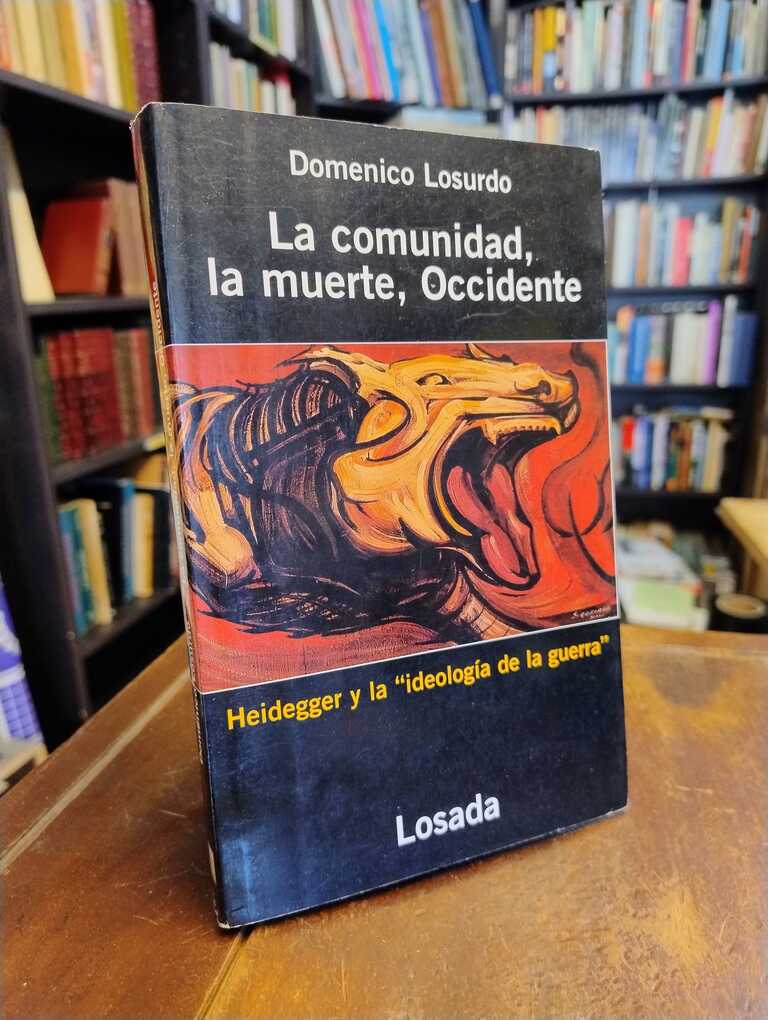 Domenico Losurdo
La comunidad,
la muerte, Occidente
Heidegger y la “ideología de la guerra”
Losada